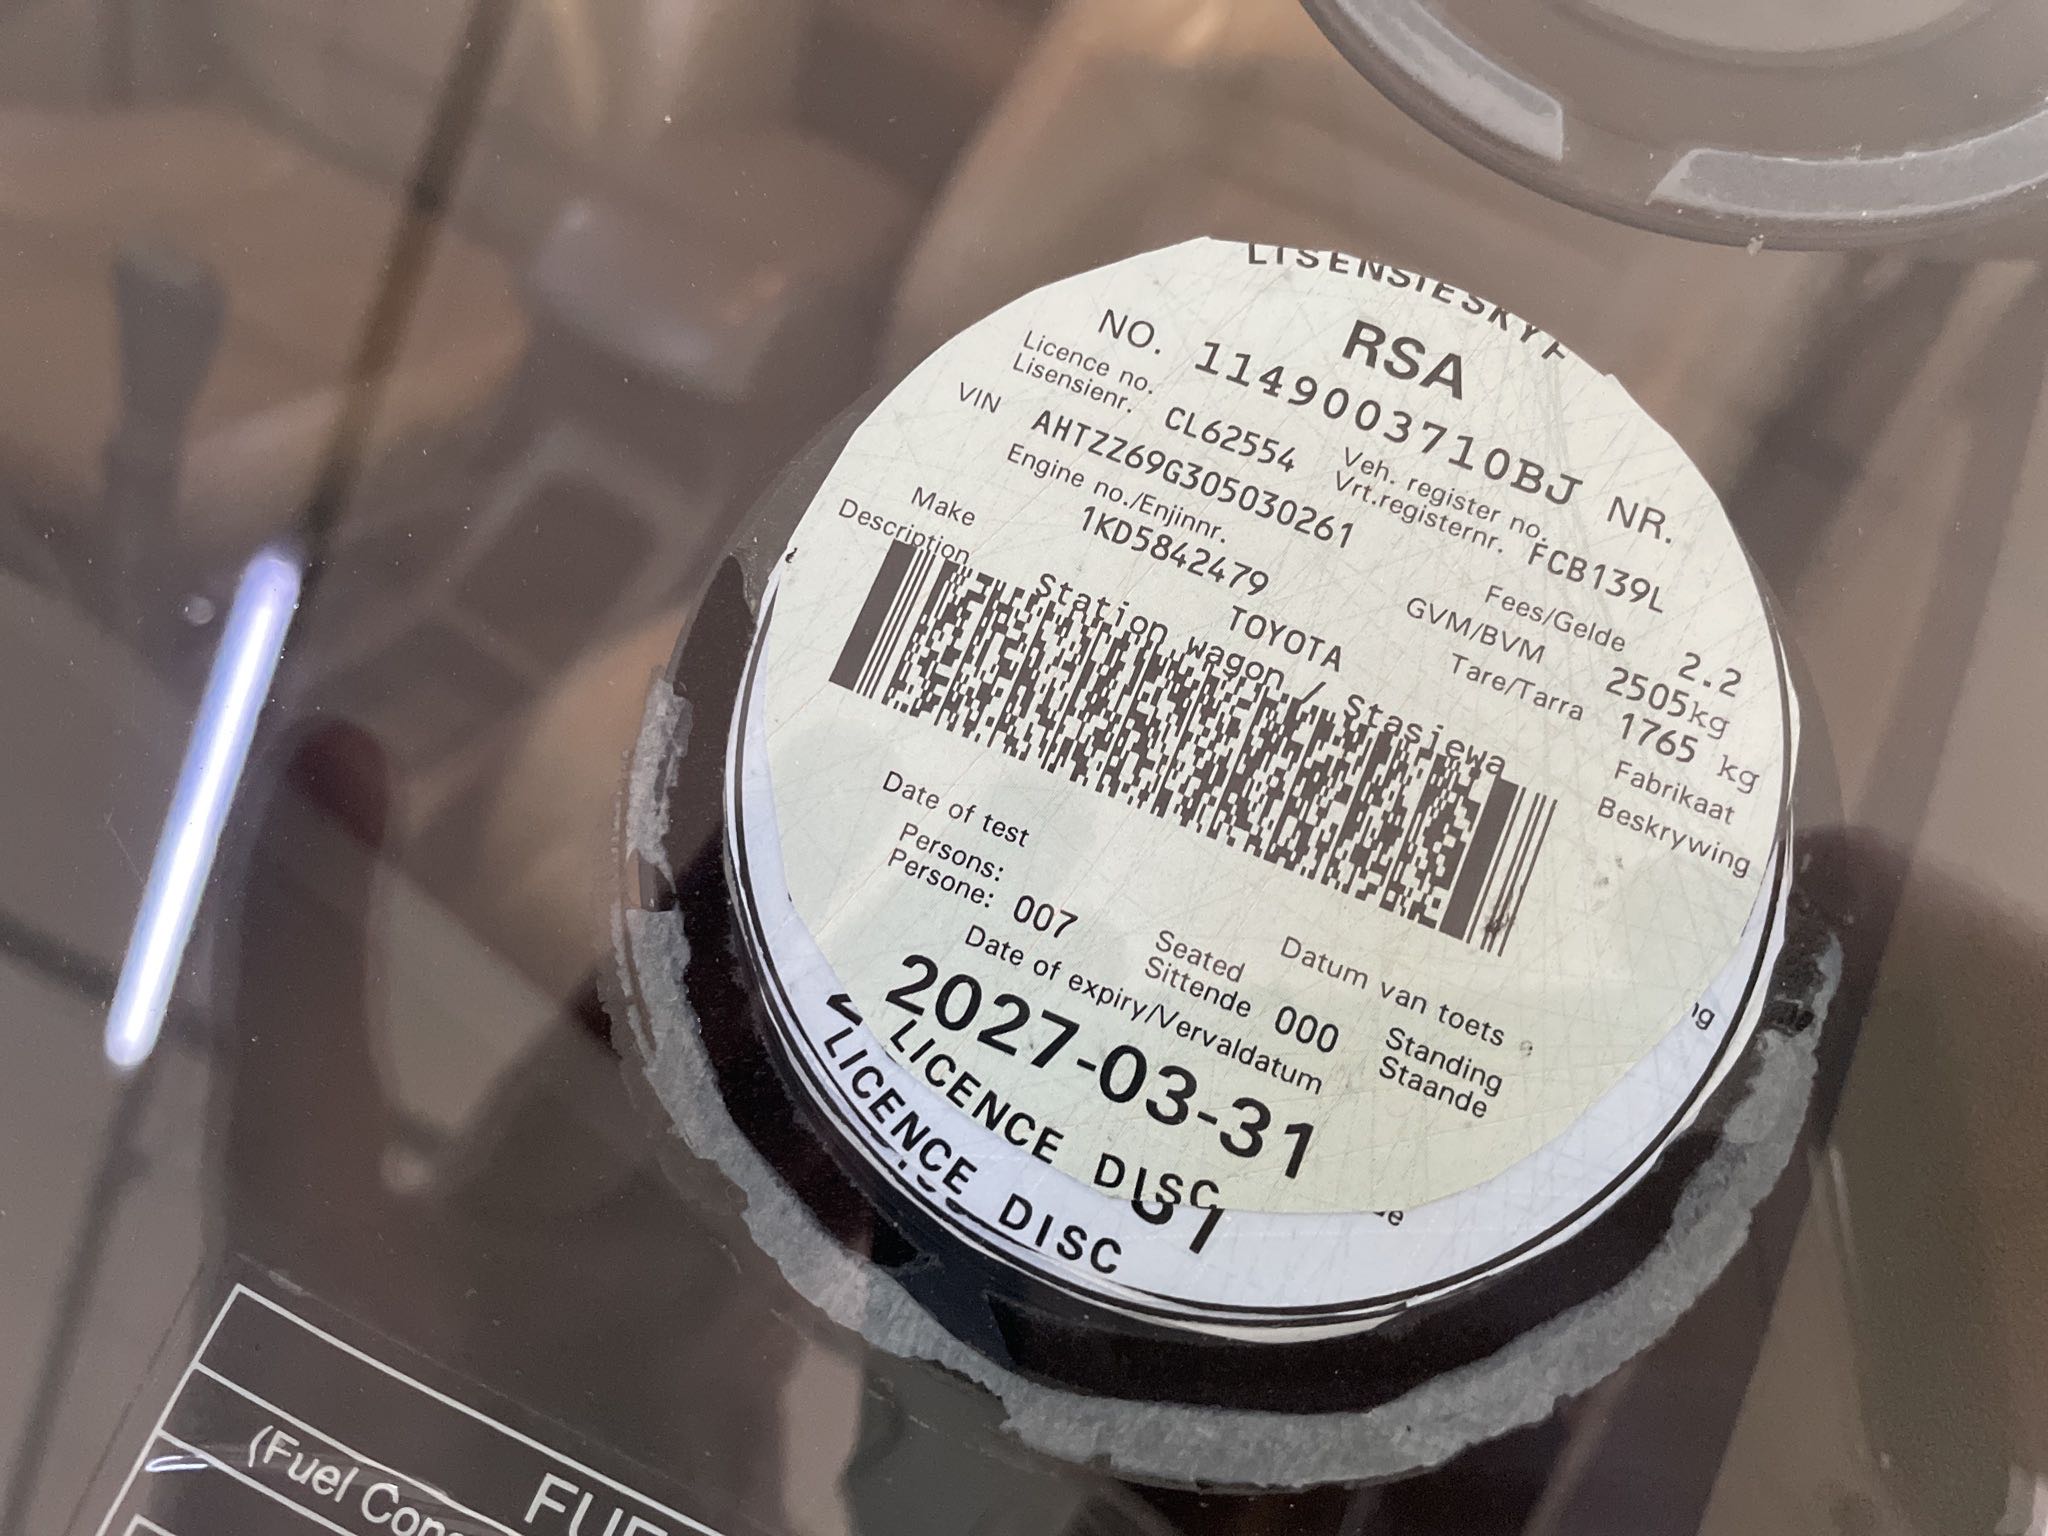 LISENSIESKYF
RSA
NO. 1149003710BJ NR.
Licence no.
Lisensienr. CL62554
Veh. register no.
Vrt.registernr. FCB139L
VIN AHTZZ69G305030261
Engine no./Enjinnr.
1KD5842479
Fees/Gelde 2.2
GVM/BVM 2505kg
Tare/Tarra 1765 kg
Make TOYOTA Fabrikaat
Description Station wagon / Stasiewa Beskrywing
Date of test Datum van toets
Persons:
Persone: 007 Seated
Sittende 000 Standing
Staande
Date of expiry/Vervaldatum
2027-03-31
LICENCE DISC
31
LICENCE DISC
(Fuel